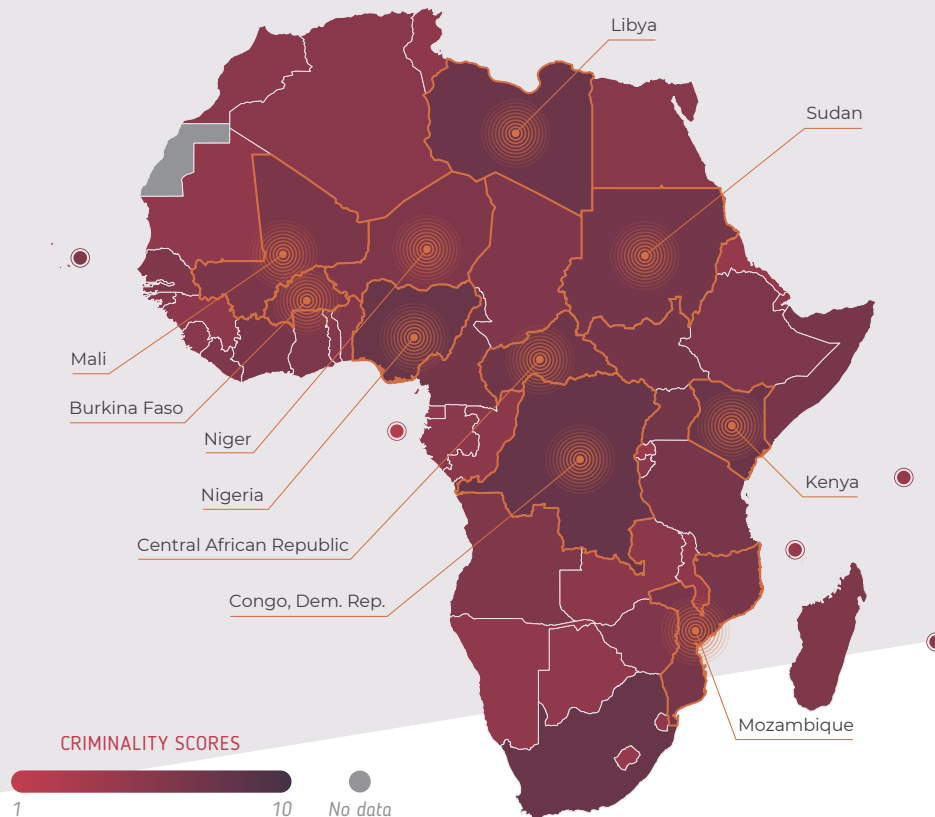 Libya
Sudan
Mali
Burkina Faso
Niger
Nigeria
Kenya
Central African Republic
Congo, Dem. Rep.
Mozambique
CRIMINALITY SCORES
1
10
No data